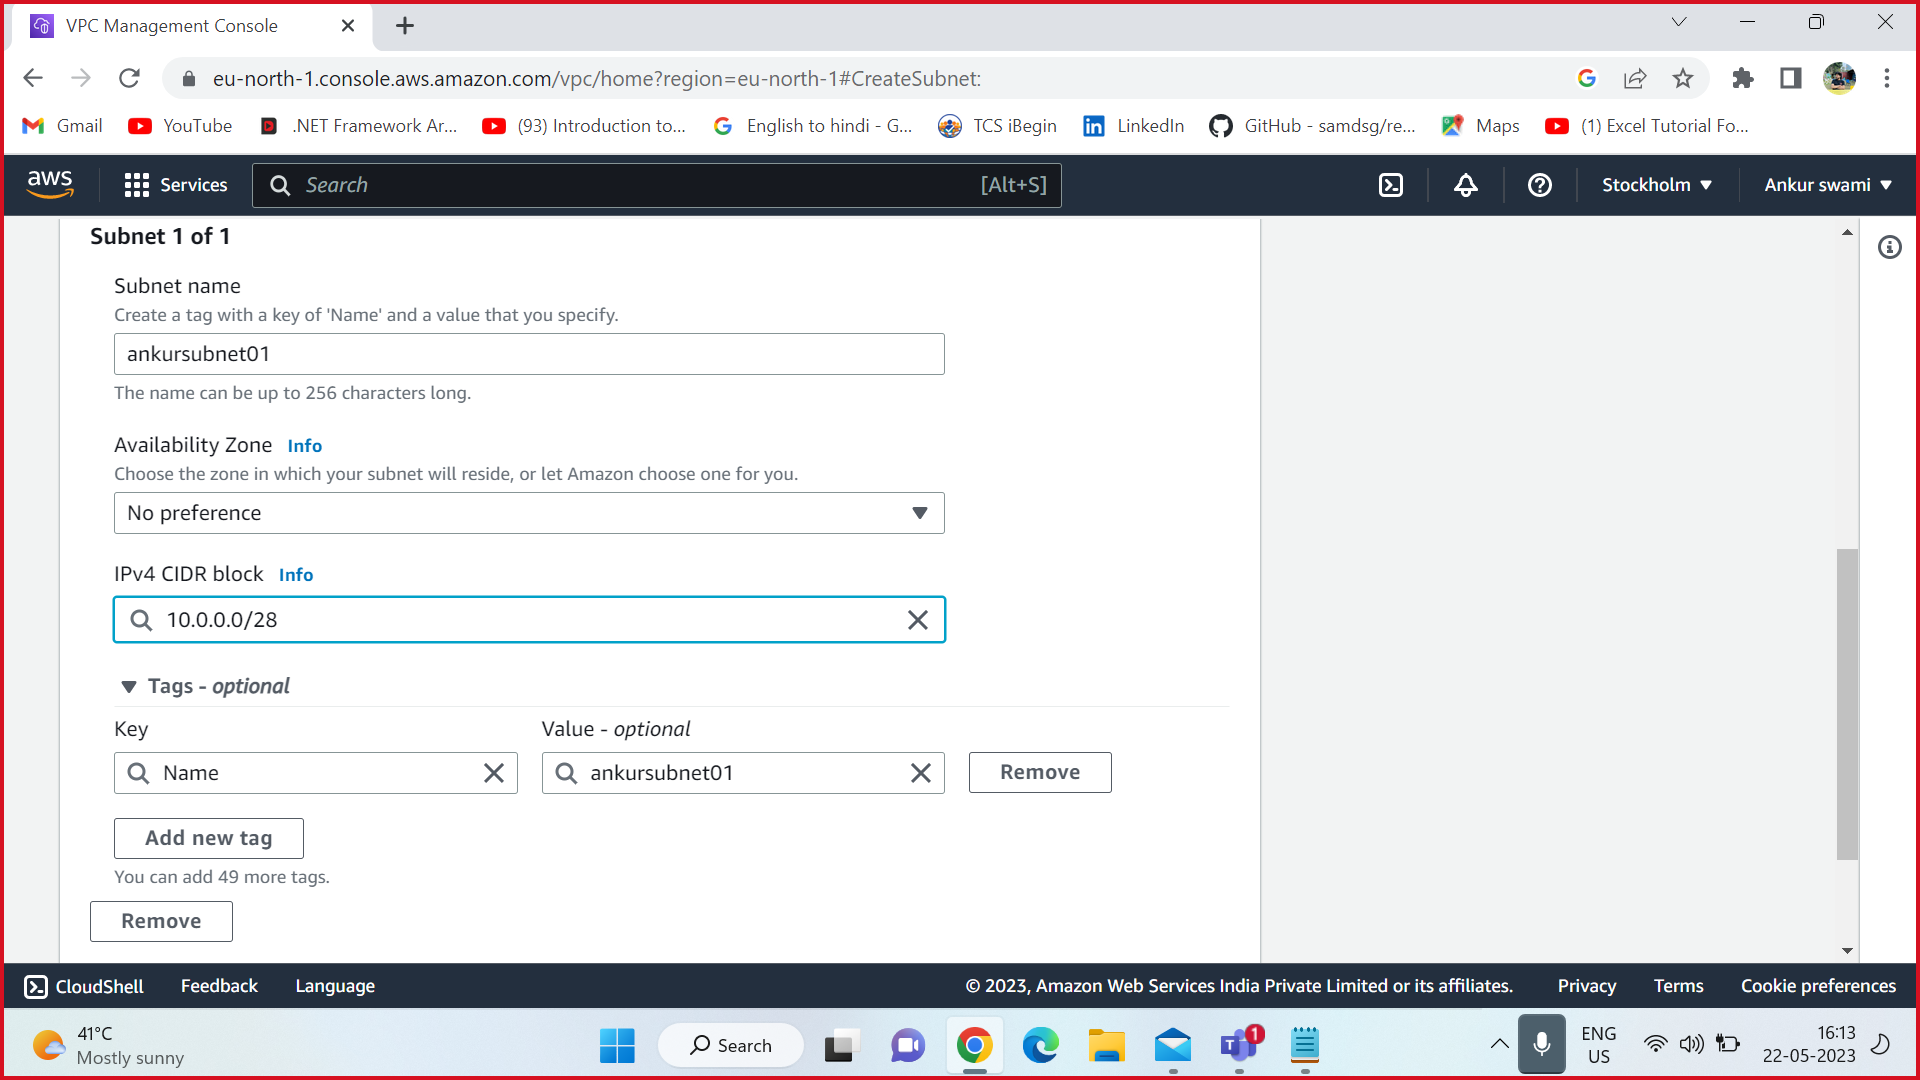 VPC Management Console
eu-north-1.console.aws.amazon.com/vpc/home?region=eu-north-1#CreateSubnet:
Gmail YouTube .NET Framework Ar... (93) Introduction to... English to hindi - G... TCS iBegin LinkedIn GitHub - samdsg/re... Maps (1) Excel Tutorial Fo...
aws Services Search [Alt+S] Stockholm Ankur swami
Subnet 1 of 1
Subnet name
Create a tag with a key of 'Name' and a value that you specify.
ankursubnet01
The name can be up to 256 characters long.
Availability Zone Info
Choose the zone in which your subnet will reside, or let Amazon choose one for you.
No preference
IPv4 CIDR block Info
10.0.0.0/28
Tags - optional
Key Value - optional
Name ankursubnet01 Remove
Add new tag
You can add 49 more tags.
Remove
CloudShell Feedback Language © 2023, Amazon Web Services India Private Limited or its affiliates. Privacy Terms Cookie preferences
41°C
Mostly sunny
Search
1
ENG
US
16:13
22-05-2023